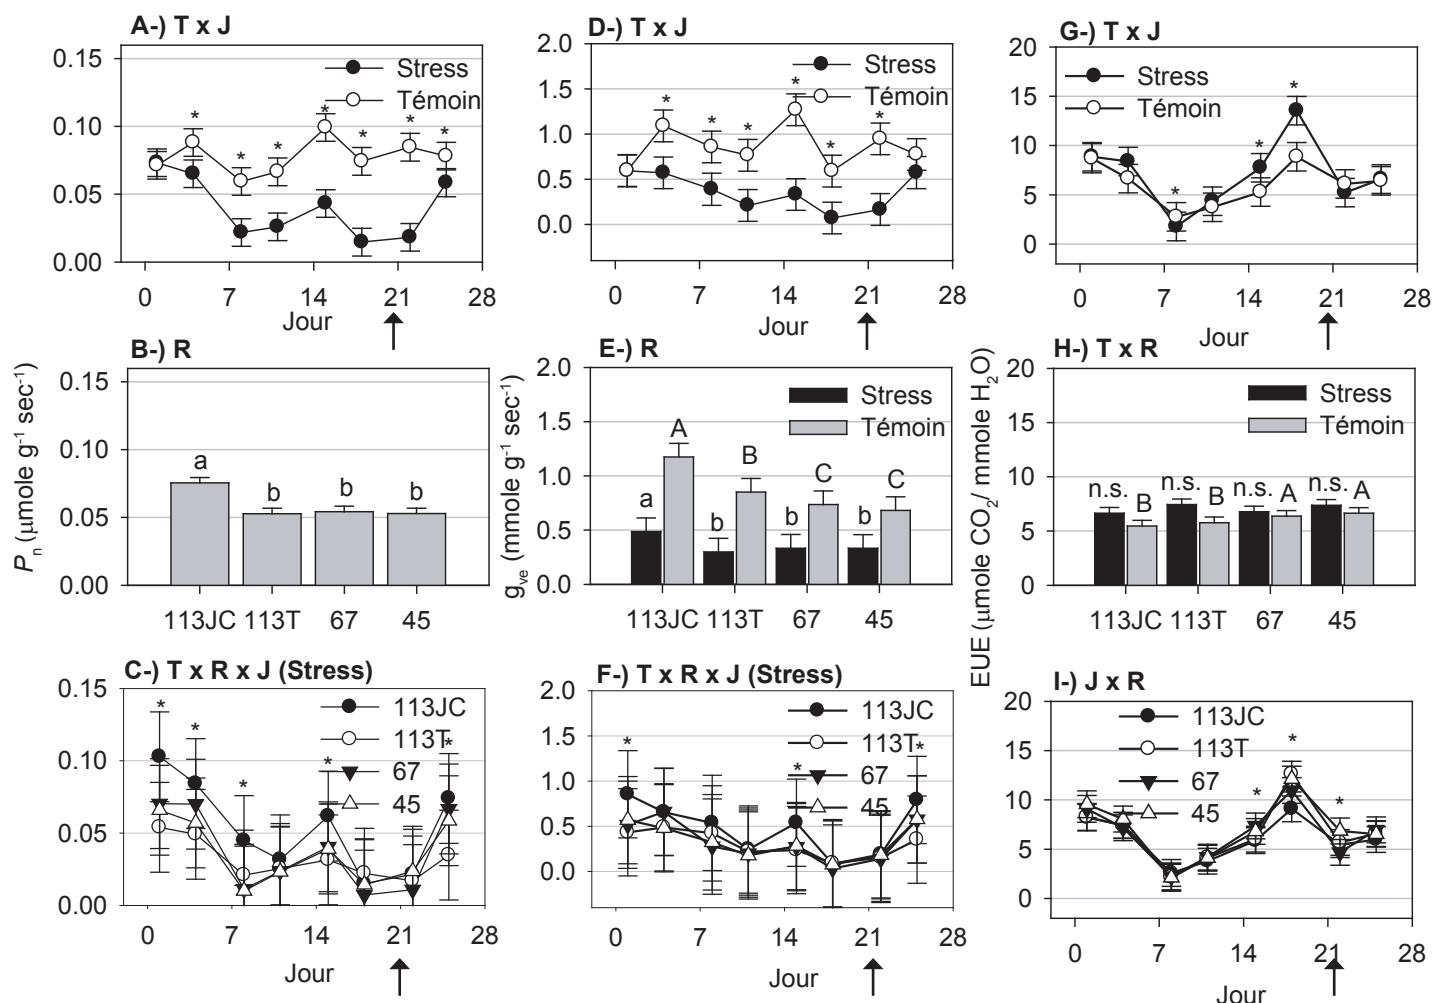 A-) T x J
0.15
0.10
0.05
0.00
Stress
Témoin
* * * * * * *
0 7 14 21 28
Jour
D-) T x J
2.0
1.5
1.0
0.5
0.0
Stress
Témoin
* * * * * *
0 7 14 21 28
Jour
G-) T x J
20
15
10
5
0
Stress
Témoin
* * *
0 7 14 21 28
Jour
B-) R
Pn (µmole g-1 sec-1)
0.15
0.10
0.05
0.00
a b b b
113JC 113T 67 45
E-) R
gve (mmole g-1 sec-1)
2.0
1.5
1.0
0.5
0.0
Stress
Témoin
a A b B b C b C
113JC 113T 67 45
H-) T x R
EUE (µmole CO2/ mmole H2O)
20
15
10
5
0
Stress
Témoin
n.s. B n.s. B n.s. A n.s. A
113JC 113T 67 45
C-) T x R x J (Stress)
0.15
0.10
0.05
0.00
113JC
113T
67
45
* * * * *
0 7 14 21 28
Jour
F-) T x R x J (Stress)
2.0
1.5
1.0
0.5
0.0
113JC
113T
67
45
* * *
0 7 14 21 28
Jour
I-) J x R
20
15
10
5
0
113JC
113T
67
45
* * *
0 7 14 21 28
Jour